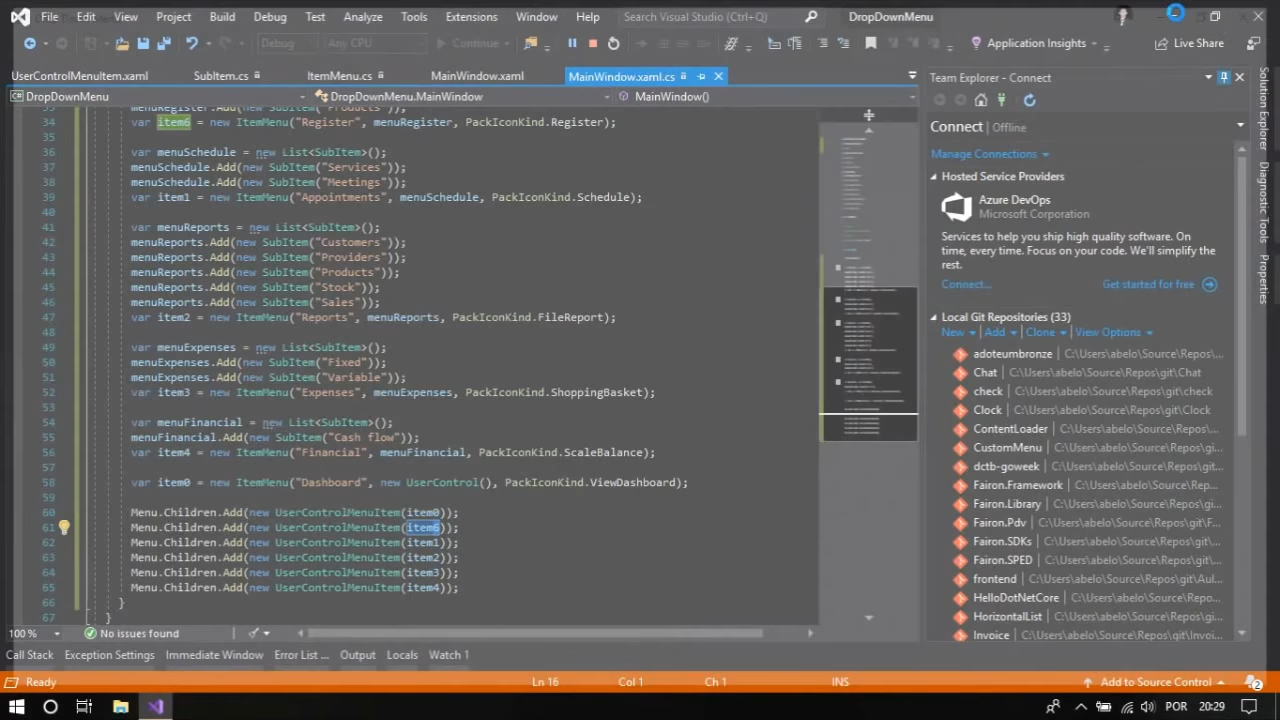 File Edit View Project Build Debug Test Analyze Tools Extensions Window Help Search Visual Studio (Ctrl+Q) DropDownMenu
Debug Any CPU Continue Application Insights Live Share
UserControlMenuItem.xaml SubItem.cs ItemMenu.cs MainWindow.xaml MainWindow.xaml.cs
DropDownMenu DropDownMenu.MainWindow MainWindow()
33 menuRegister.Add(new SubItem("Products"));
34 var item6 = new ItemMenu("Register", menuRegister, PackIconKind.Register);
35
36 var menuSchedule = new List<SubItem>();
37 menuSchedule.Add(new SubItem("Services"));
38 menuSchedule.Add(new SubItem("Meetings"));
39 var item1 = new ItemMenu("Appointments", menuSchedule, PackIconKind.Schedule);
40
41 var menuReports = new List<SubItem>();
42 menuReports.Add(new SubItem("Customers"));
43 menuReports.Add(new SubItem("Providers"));
44 menuReports.Add(new SubItem("Products"));
45 menuReports.Add(new SubItem("Stock"));
46 menuReports.Add(new SubItem("Sales"));
47 var item2 = new ItemMenu("Reports", menuReports, PackIconKind.FileReport);
48
49 var menuExpenses = new List<SubItem>();
50 menuExpenses.Add(new SubItem("Fixed"));
51 menuExpenses.Add(new SubItem("Variable"));
52 var item3 = new ItemMenu("Expenses", menuExpenses, PackIconKind.ShoppingBasket);
53
54 var menuFinancial = new List<SubItem>();
55 menuFinancial.Add(new SubItem("Cash flow"));
56 var item4 = new ItemMenu("Financial", menuFinancial, PackIconKind.ScaleBalance);
57
58 var item0 = new ItemMenu("Dashboard", new UserControl(), PackIconKind.ViewDashboard);
59
60 Menu.Children.Add(new UserControlMenuItem(item0));
61 Menu.Children.Add(new UserControlMenuItem(item6));
62 Menu.Children.Add(new UserControlMenuItem(item1));
63 Menu.Children.Add(new UserControlMenuItem(item2));
64 Menu.Children.Add(new UserControlMenuItem(item3));
65 Menu.Children.Add(new UserControlMenuItem(item4));
66 }
67 }
100 % No issues found
Call Stack Exception Settings Immediate Window Error List ... Output Locals Watch 1
Ready Ln 16 Col 1 Ch 1 INS Add to Source Control 2
Team Explorer - Connect
Connect | Offline
Manage Connections
Hosted Service Providers
Azure DevOps
Microsoft Corporation
Services to help you ship high quality software. On
time, every time. Focus on your code. We'll simplify the
rest.
Connect... Get started for free
Local Git Repositories (33)
New Add Clone View Options
adoteumbronze | C:\Users\abelo\Source\Repos...
Chat | C:\Users\abelo\Source\Repos\git\Chat
check | C:\Users\abelo\Source\Repos\git\check
Clock | C:\Users\abelo\Source\Repos\git\Clock
ContentLoader | C:\Users\abelo\Source\Repos...
CustomMenu | C:\Users\abelo\Source\Repos\gi...
dctb-goweek | C:\Users\abelo\Source\Repos\gi...
Fairon.Framework | C:\Users\abelo\Source\Rep...
Fairon.Library | C:\Users\abelo\Source\Repos\...
Fairon.Pdv | C:\Users\abelo\Source\Repos\git\...
Fairon.SDKs | C:\Users\abelo\Source\Repos\git...
Fairon.SPED | C:\Users\abelo\Source\Repos\git...
frontend | C:\Users\abelo\Source\Repos\git\Aul...
HelloDotNetCore | C:\Users\abelo\Source\Rep...
HorizontalList | C:\Users\abelo\Source\Repos\...
Invoice | C:\Users\abelo\Source\Repos\git\Invoi...
Solution Explorer
Diagnostic Tools
Properties
POR 20:29